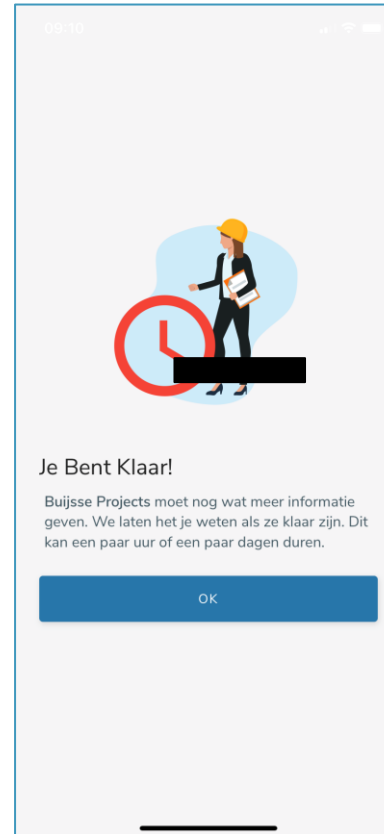 09:10
Je Bent Klaar!
Buijsse Projects moet nog wat meer informatie
geven. We laten het je weten als ze klaar zijn. Dit
kan een paar uur of een paar dagen duren.
OK